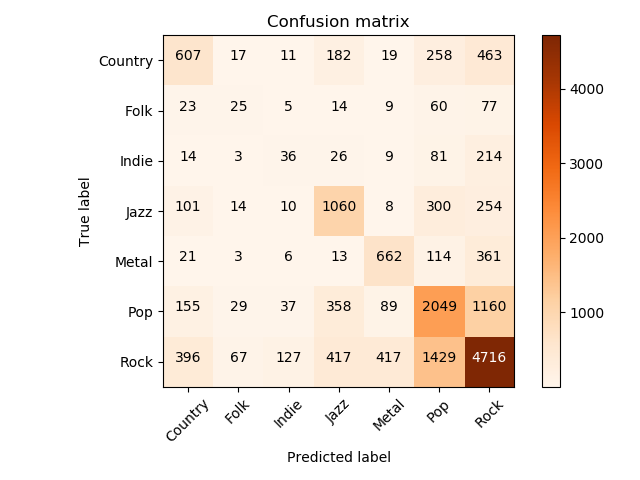 Confusion matrix
Country 607 17 11 182 19 258 463
Folk 23 25 5 14 9 60 77
Indie 14 3 36 26 9 81 214
Jazz 101 14 10 1060 8 300 254
Metal 21 3 6 13 662 114 361
Pop 155 29 37 358 89 2049 1160
Rock 396 67 127 417 417 1429 4716
Country Folk Indie Jazz Metal Pop Rock
Predicted label
True label
4000
3000
2000
1000